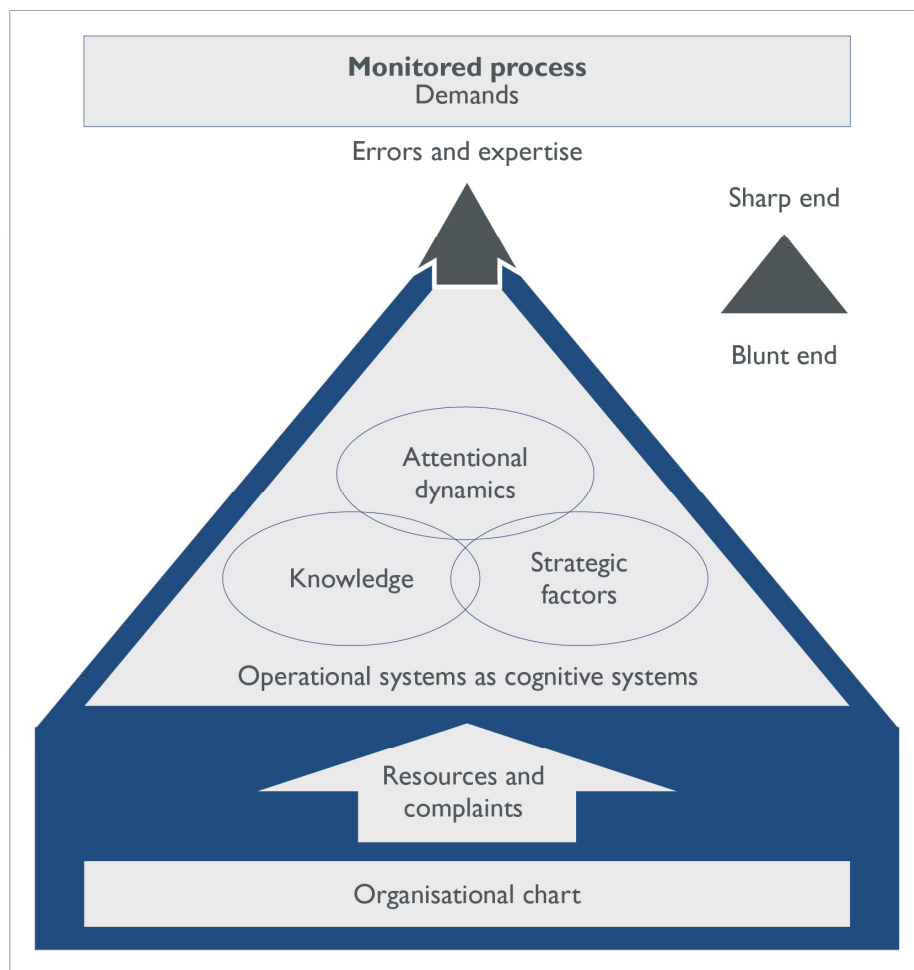 Monitored process
Demands
Errors and expertise
Sharp end
Blunt end
Attentional
dynamics
Knowledge
Strategic
factors
Operational systems as cognitive systems
Resources and
complaints
Organisational chart